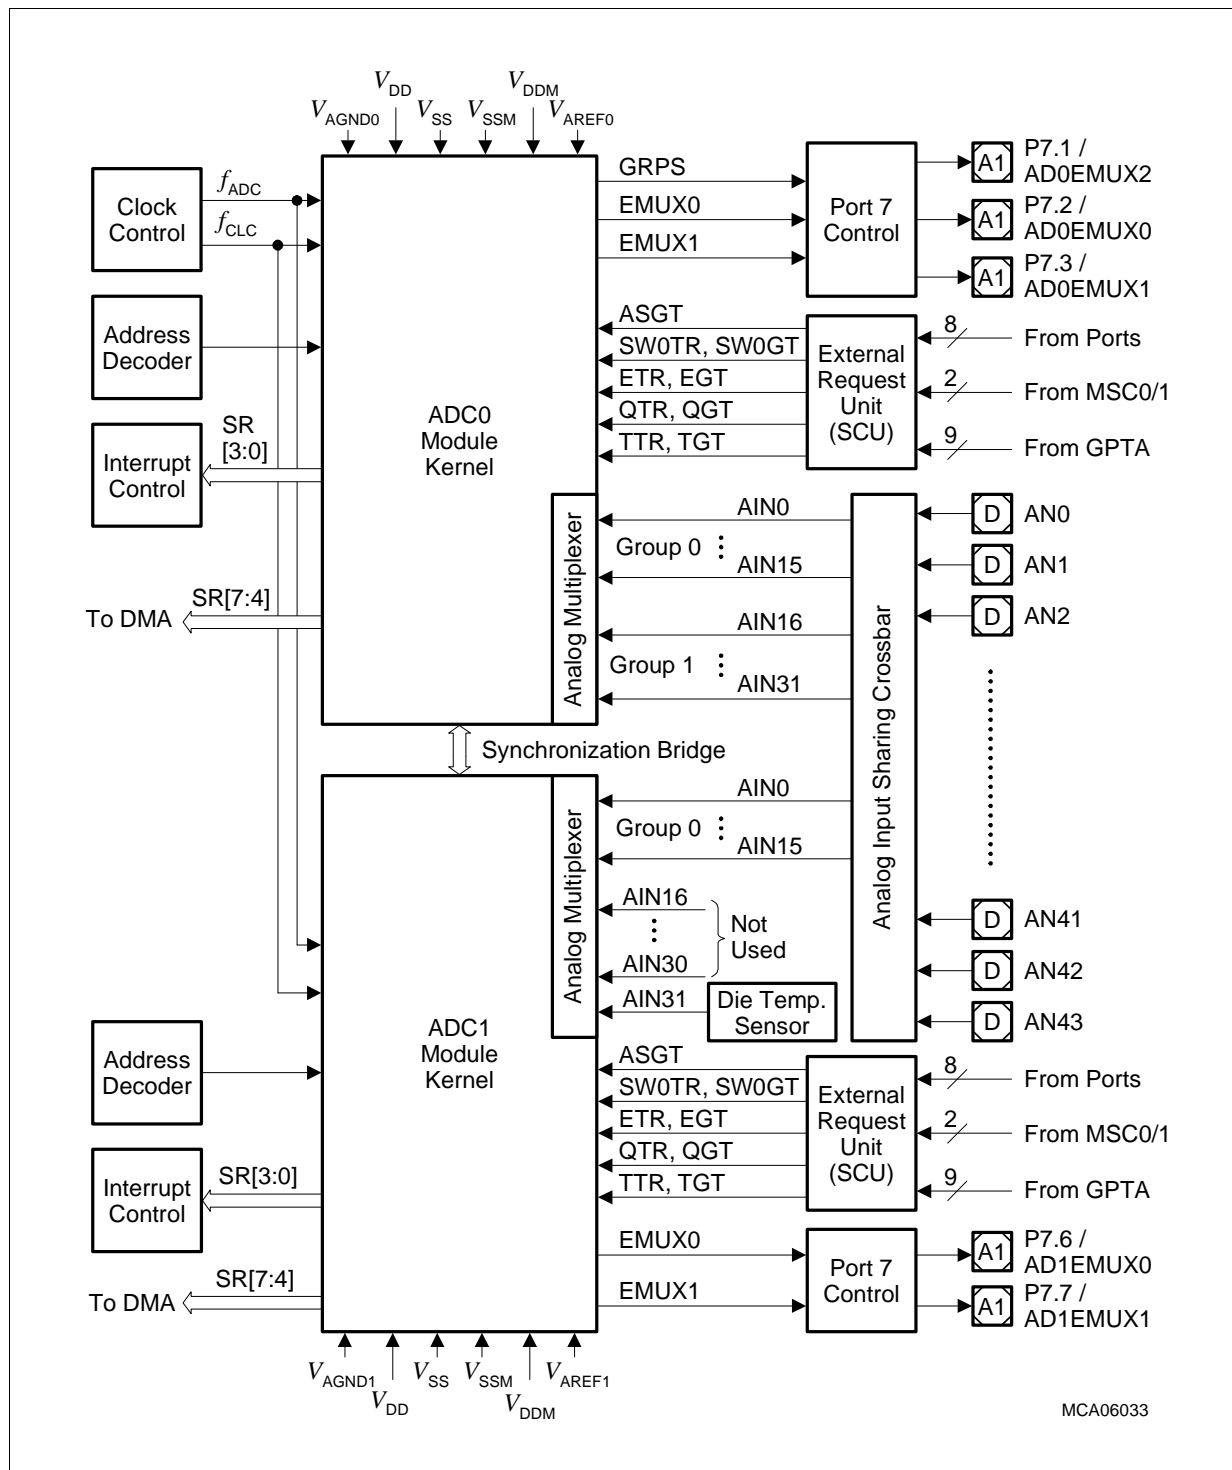 VDD
VDDM
VAGND0
VSS
VSSM
VAREF0
Clock
Control
fADC
fCLC
GRPS
EMUX0
EMUX1
Port 7
Control
A1
P7.1 /
AD0EMUX2
A1
P7.2 /
AD0EMUX0
A1
P7.3 /
AD0EMUX1
Address
Decoder
Interrupt
Control
SR
[3:0]
To DMA
SR[7:4]
ADC0
Module
Kernel
ASGT
SW0TR, SW0GT
ETR, EGT
QTR, QGT
TTR, TGT
External
Request
Unit
(SCU)
8
From Ports
2
From MSC0/1
9
From GPTA
Analog Multiplexer
AIN0
Group 0
AIN15
AIN16
Group 1
AIN31
Analog Input Sharing Crossbar
D
AN0
D
AN1
D
AN2
Synchronization Bridge
ADC1
Module
Kernel
Analog Multiplexer
AIN0
Group 0
AIN15
AIN16
Not
Used
AIN30
AIN31
Die Temp.
Sensor
D
AN41
D
AN42
D
AN43
Address
Decoder
Interrupt
Control
SR[3:0]
SR[7:4]
To DMA
ASGT
SW0TR, SW0GT
ETR, EGT
QTR, QGT
TTR, TGT
External
Request
Unit
(SCU)
8
From Ports
2
From MSC0/1
9
From GPTA
EMUX0
EMUX1
Port 7
Control
A1
P7.6 /
AD1EMUX0
A1
P7.7 /
AD1EMUX1
VAGND1
VSS
VSSM
VAREF1
VDD
VDDM
MCA06033